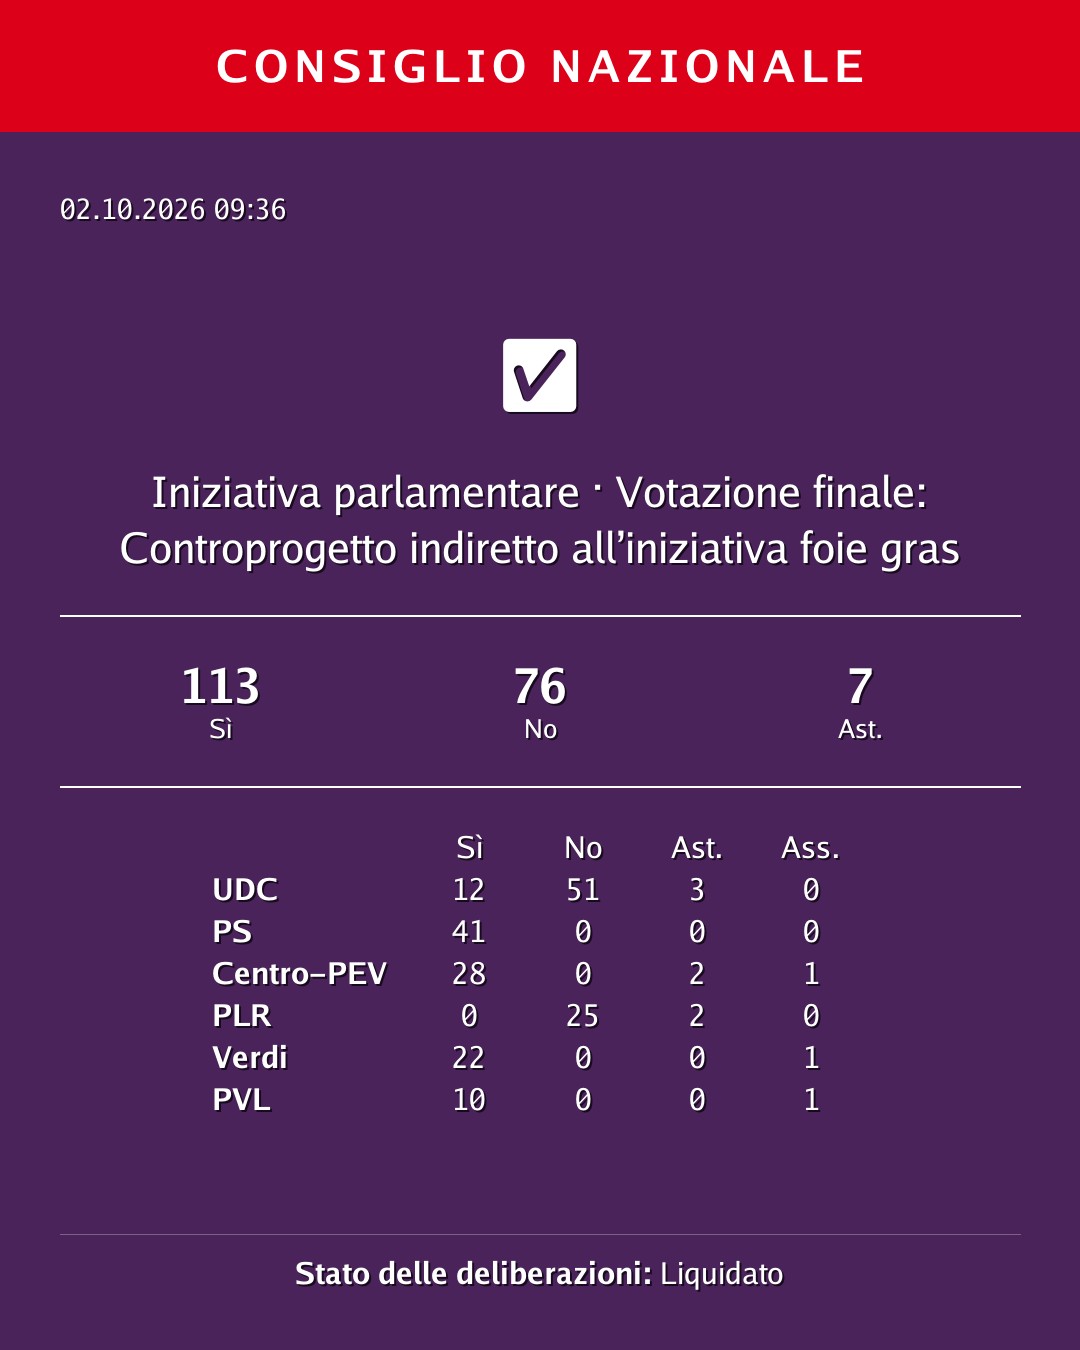 CONSIGLIO NAZIONALE
02.10.2026 09:36
Iniziativa parlamentare · Votazione finale:
Controprogetto indiretto all’iniziativa foie gras
113 76 7
Sì No Ast.
Sì No Ast. Ass.
UDC 12 51 3 0
PS 41 0 0 0
Centro–PEV 28 0 2 1
PLR 0 25 2 0
Verdi 22 0 0 1
PVL 10 0 0 1
Stato delle deliberazioni: Liquidato